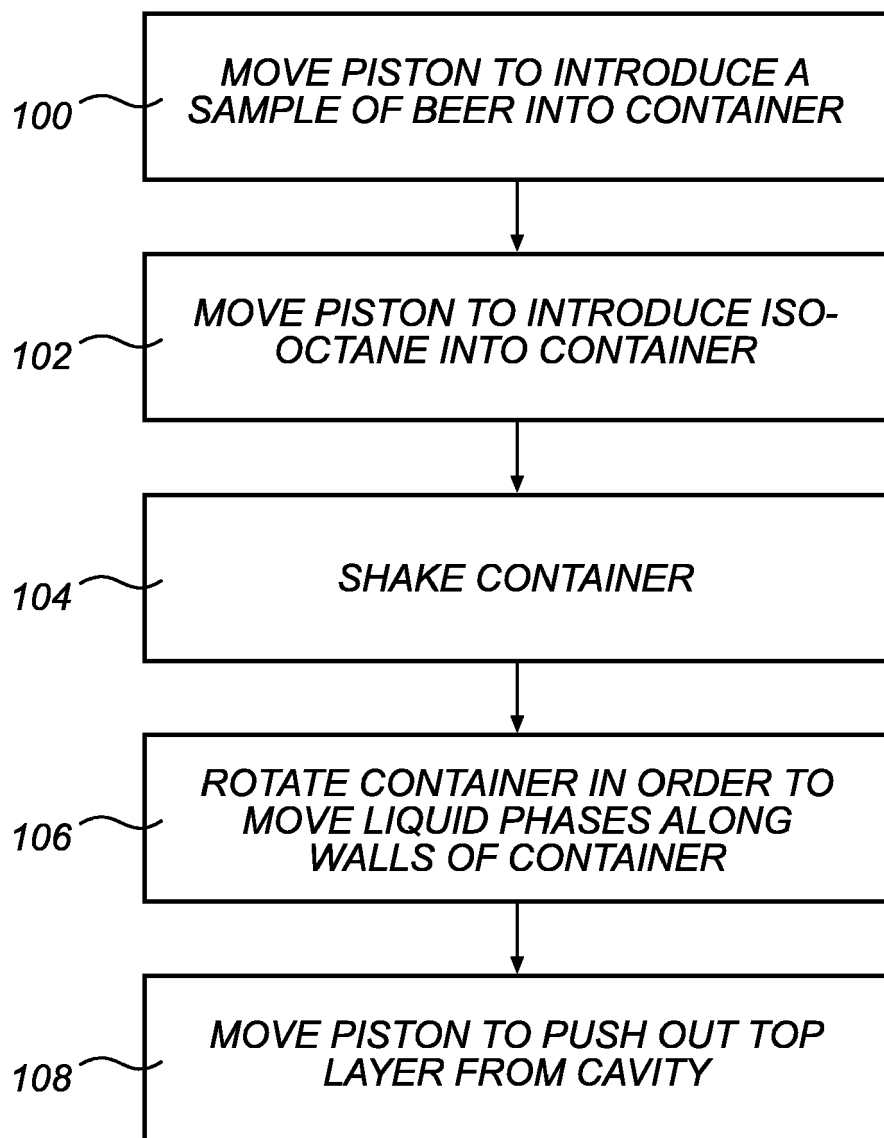 MOVE PISTON TO INTRODUCE A
100
SAMPLE OF BEER INTO CONTAINER
MOVE PISTON TO INTRODUCE ISO-
102
OCTANE INTO CONTAINER
104
SHAKE CONTAINER
ROTATE CONTAINER IN ORDER TO
106
MOVE LIQUID PHASES ALONG
WALLS OF CONTAINER
MOVE PISTON TO PUSH OUT TOP
108
LAYER FROM CAVITY